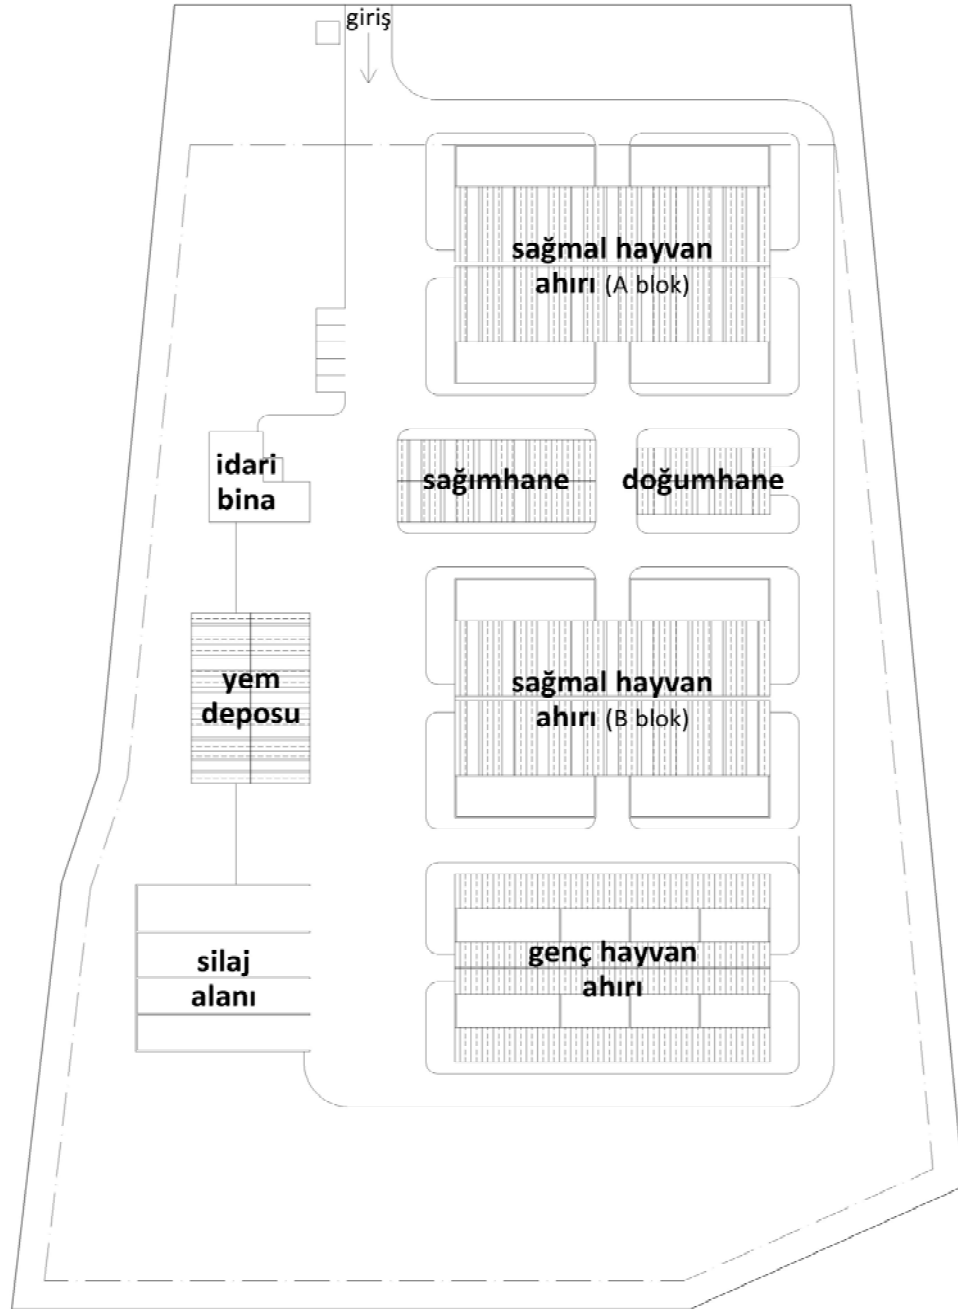 giriş
sağmal hayvan
ahırı (A blok)
idari
bina
sağımhane
doğumhane
yem
deposu
sağmal hayvan
ahırı (B blok)
silaj
alanı
genç hayvan
ahırı